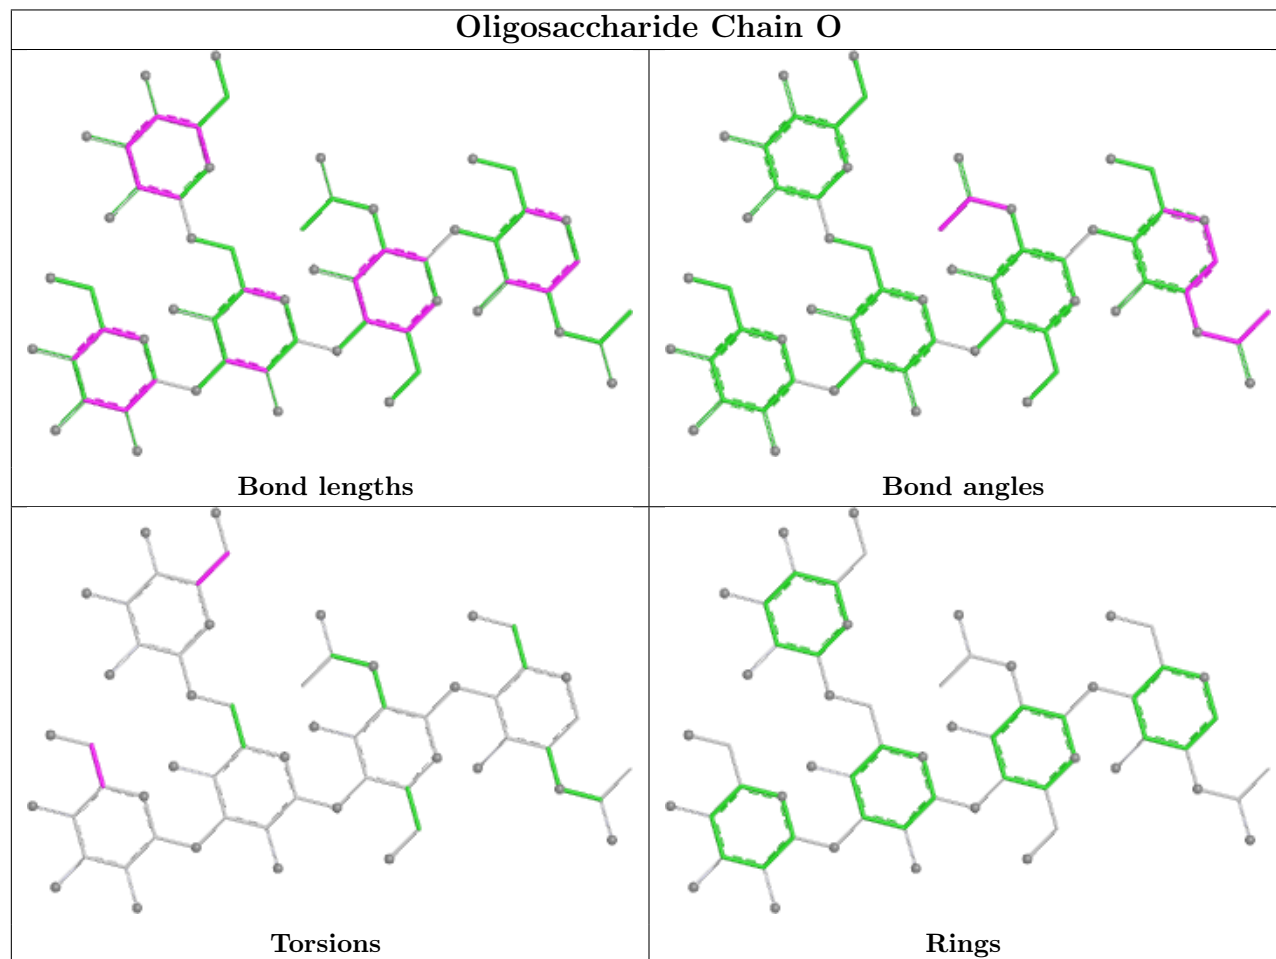 Oligosaccharide Chain O
Bond lengths
Bond angles
Torsions
Rings